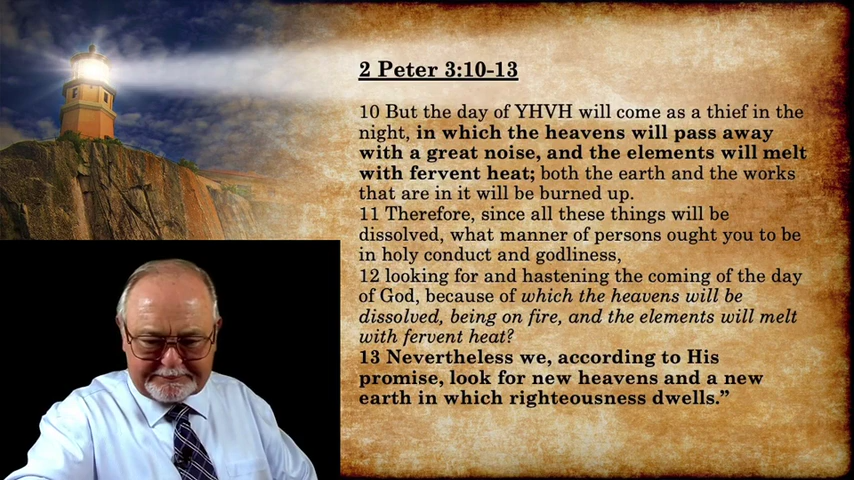 2 Peter 3:10-13
10 But the day of YHVH will come as a thief in the
night, in which the heavens will pass away
with a great noise, and the elements will melt
with fervent heat; both the earth and the works
that are in it will be burned up.
11 Therefore, since all these things will be
dissolved, what manner of persons ought you to be
in holy conduct and godliness,
12 looking for and hastening the coming of the day
of God, because of which the heavens will be
dissolved, being on fire, and the elements will melt
with fervent heat?
13 Nevertheless we, according to His
promise, look for new heavens and a new
earth in which righteousness dwells.”